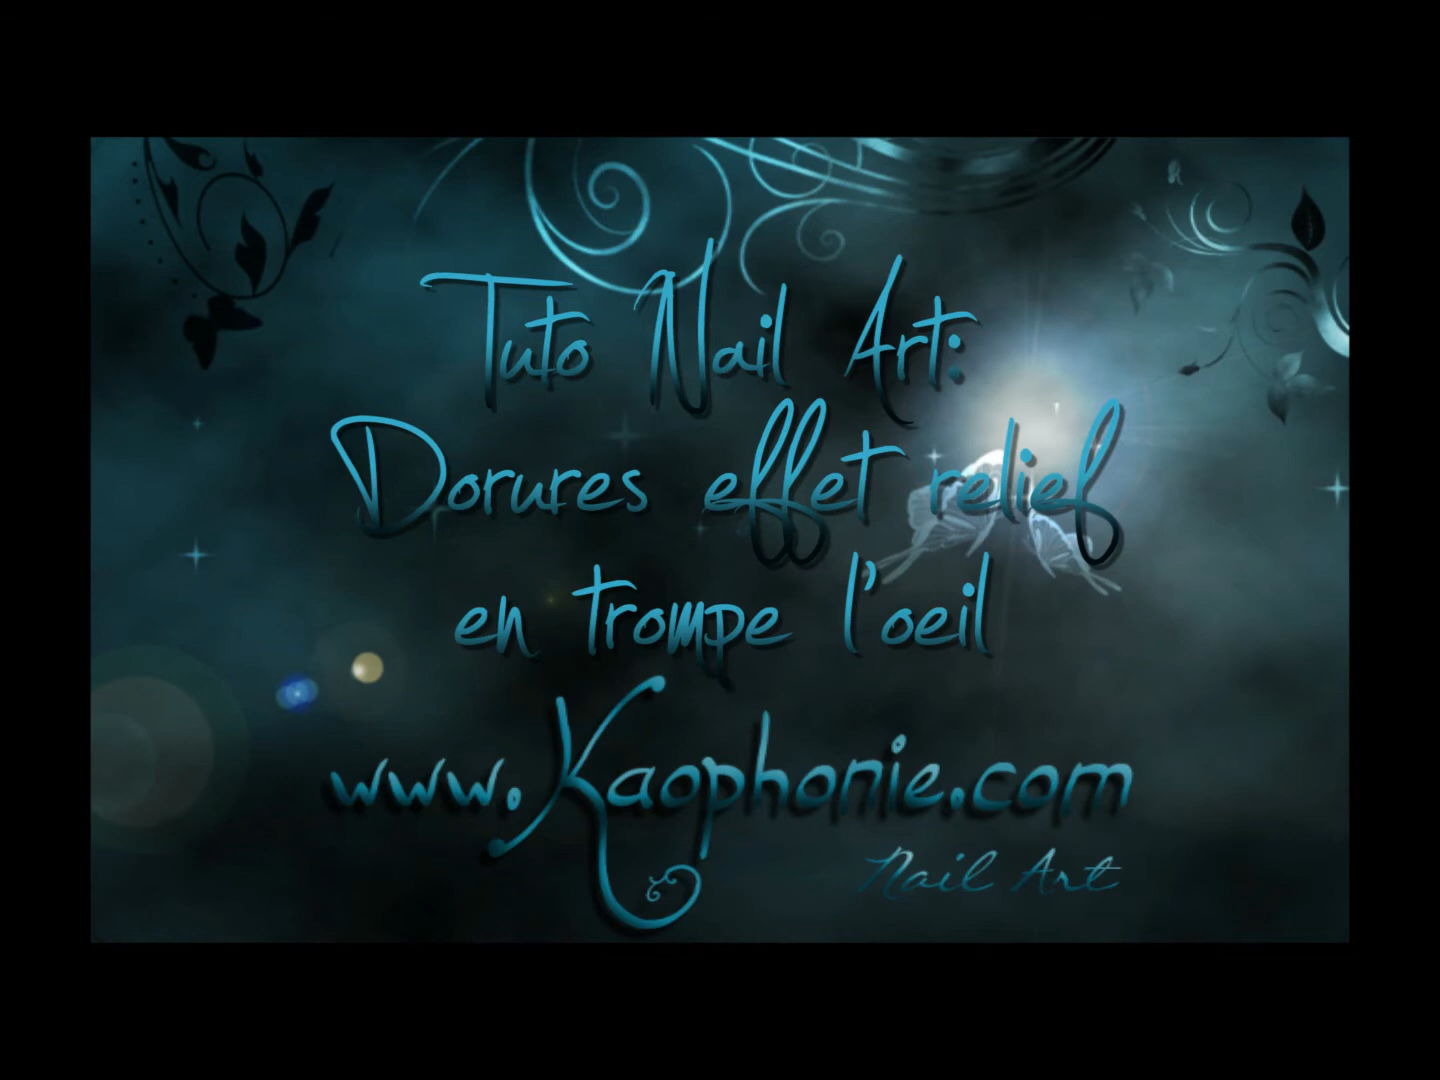 Tuto Nail Art:
Dorures effet relief
en trompe l'oeil
www.Kaophonie.com
Nail Art